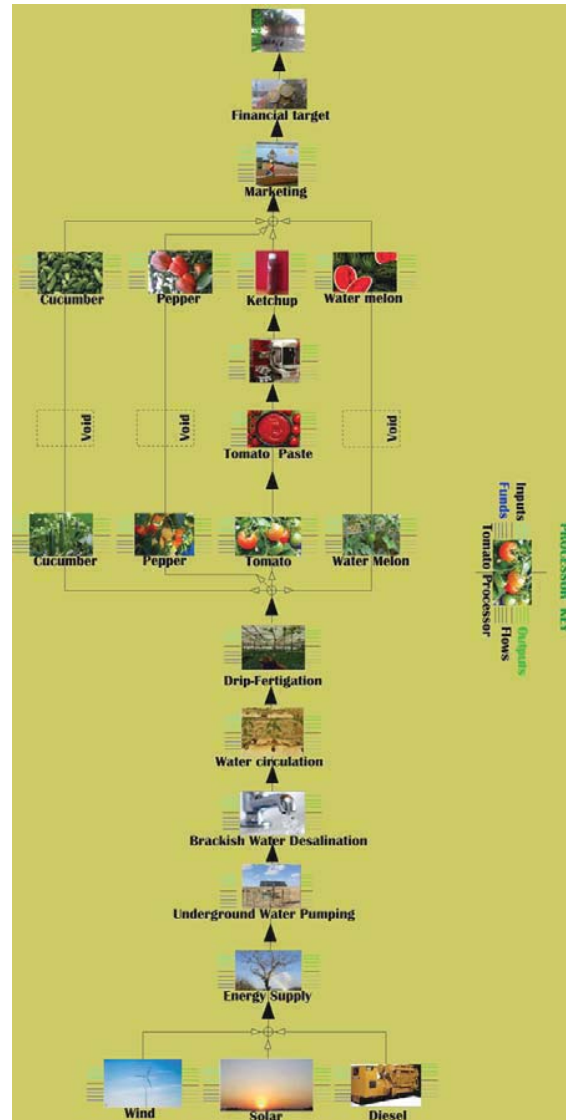 Financial target
Marketing
Cucumber
Pepper
Ketchup
Water melon
Void
Void
Void
Tomato Paste
Cucumber
Pepper
Tomato
Water Melon
PROCESSOR KEY
Inputs
Funds
Outputs
Flows
Tomato Processor
Drip-Fertigation
Water circulation
Brackish Water Desalination
Underground Water Pumping
Energy Supply
Wind
Solar
Diesel